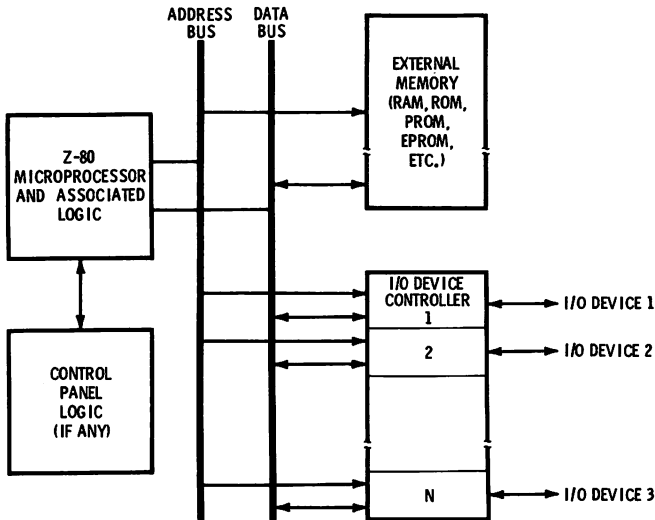 ADDRESS
BUS
DATA
BUS
EXTERNAL
MEMORY
(RAM, ROM,
PROM,
EPROM,
ETC.)
Z-80
MICROPROCESSOR
AND ASSOCIATED
LOGIC
CONTROL
PANEL
LOGIC
(IF ANY)
I/O DEVICE
CONTROLLER
1
I/O DEVICE 1
2
I/O DEVICE 2
N
I/O DEVICE 3